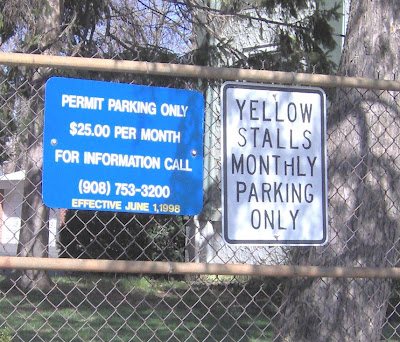 PERMIT PARKING ONLY
$25.00 PER MONTH
FOR INFORMATION CALL
(908) 753-3200
EFFECTIVE JUNE 1,1998
YELLOW
STALLS
MONTHLY
PARKING
ONLY